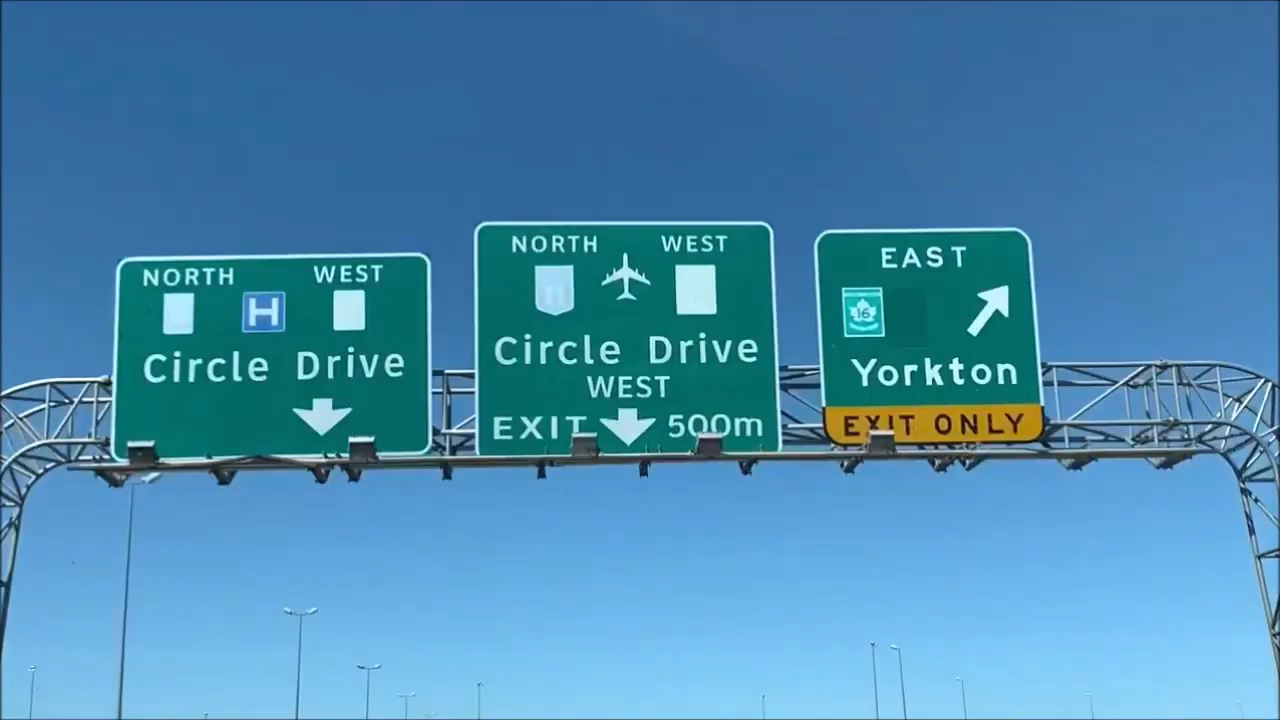 NORTH WEST
H
Circle Drive
NORTH WEST
Circle Drive
WEST
EXIT 500m
EAST
16
Yorkton
EXIT ONLY